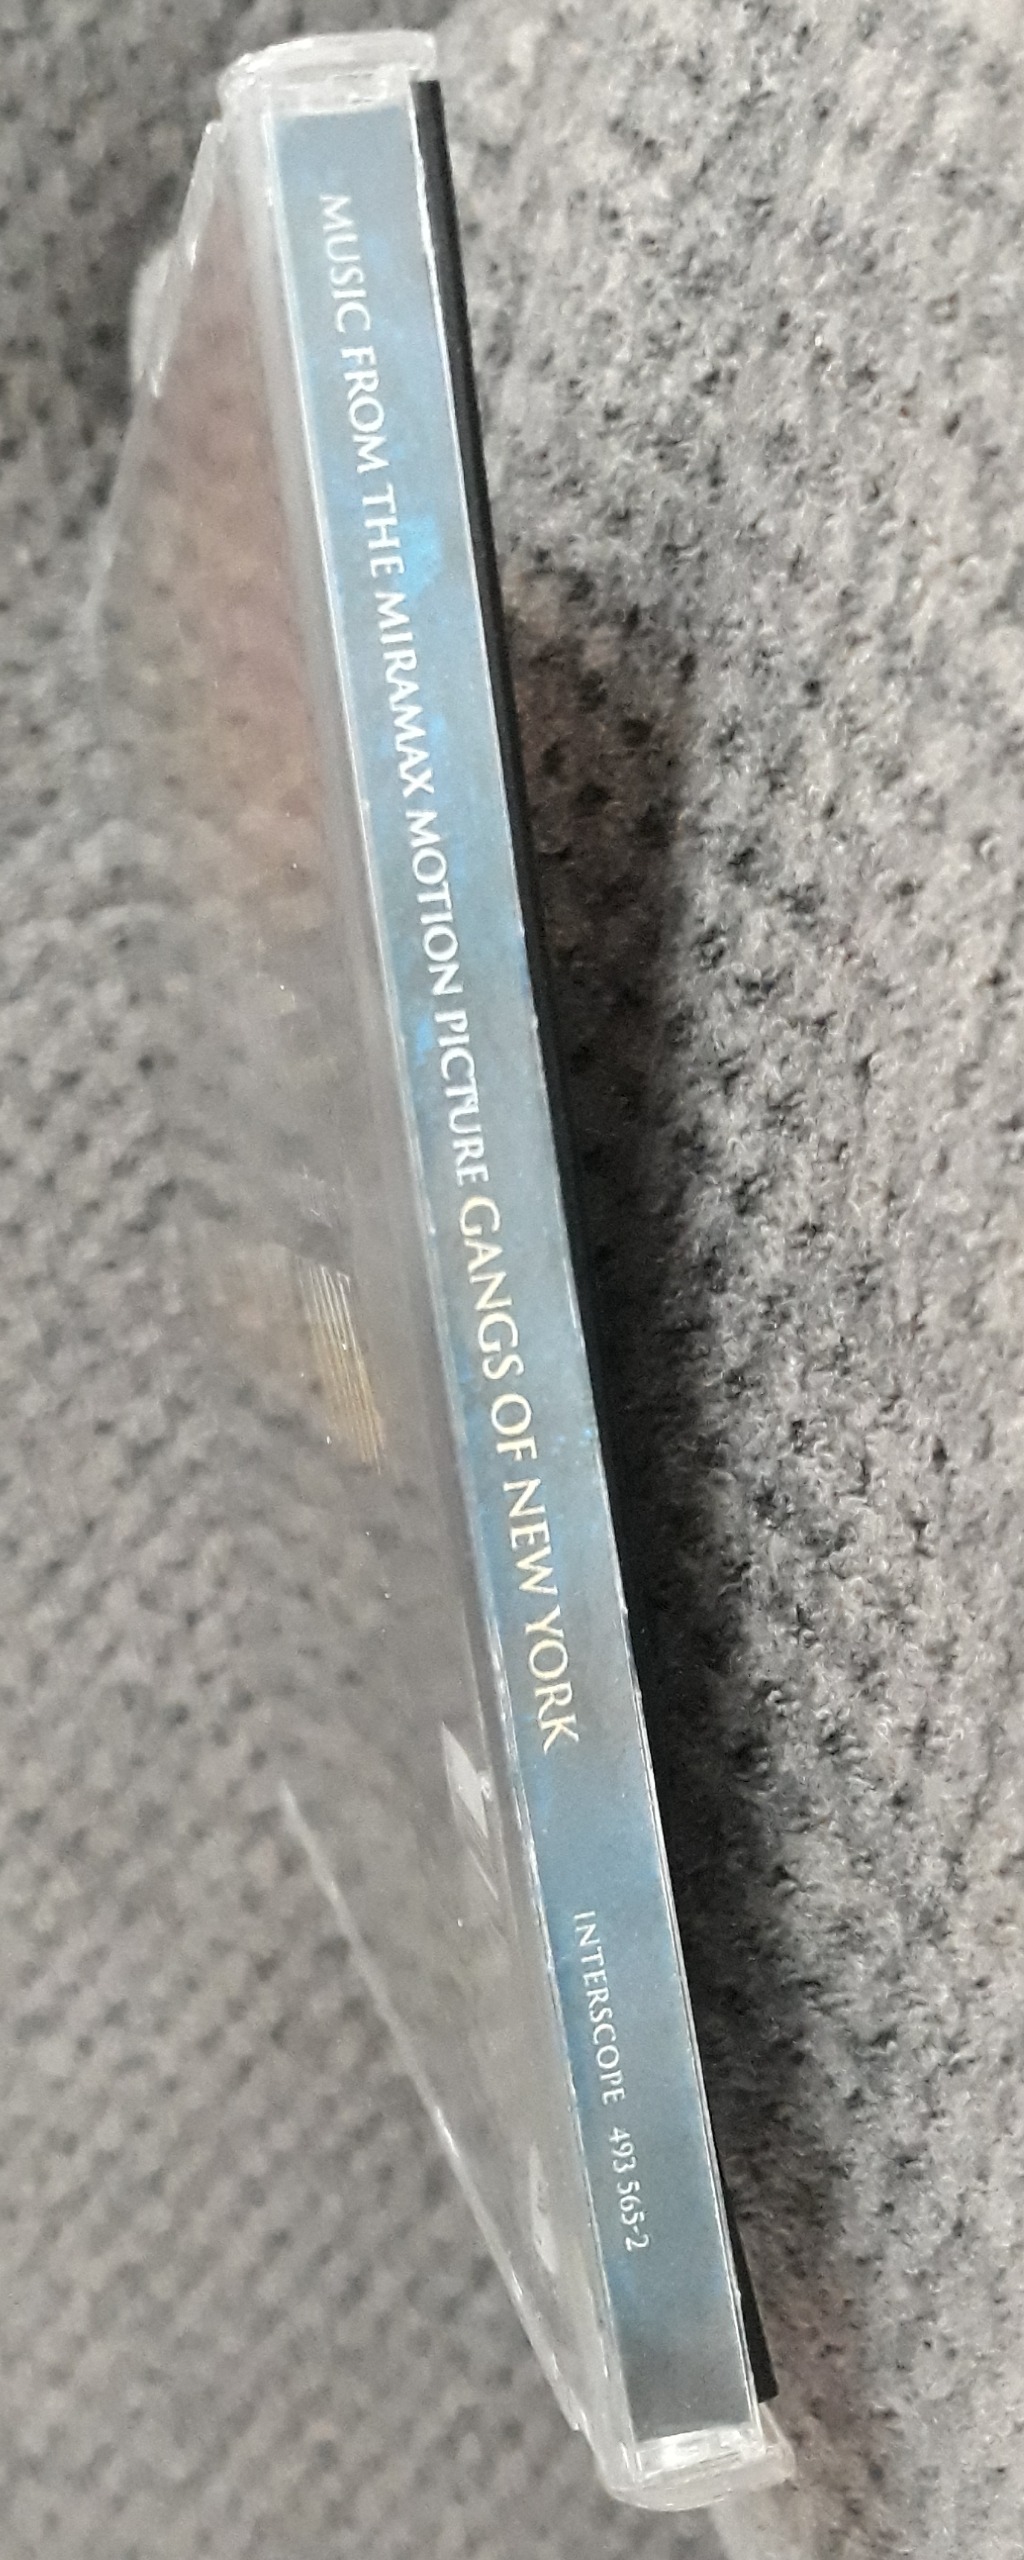 MUSIC FROM THE MIRAMAX MOTION PICTURE GANGS OF NEW YORK
INTERSCOPE 493 565-2